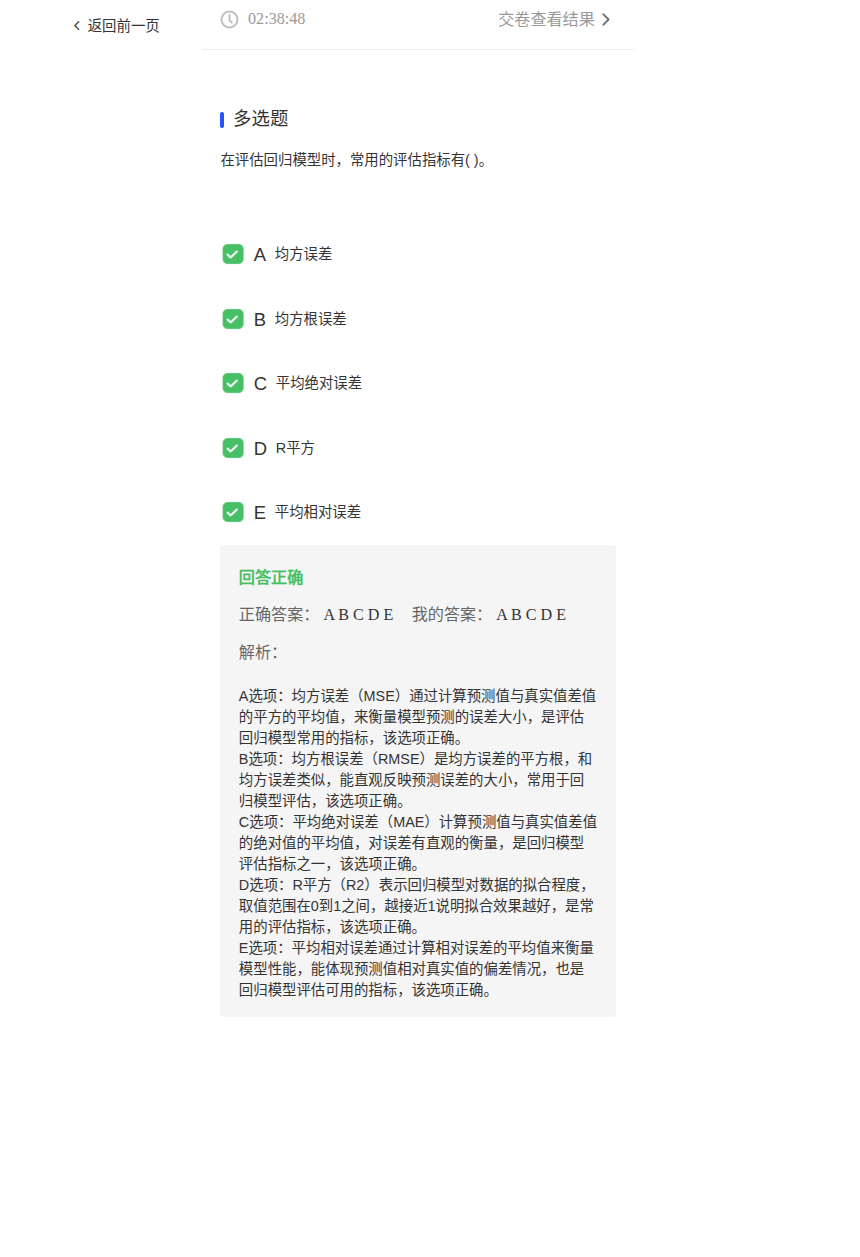 返回前一页
02:38:48 交卷查看结果
多选题
在评估回归模型时，常用的评估指标有( )。
A 均方误差
B 均方根误差
C 平均绝对误差
D R平方
E 平均相对误差
回答正确
正确答案： A B C D E 我的答案： A B C D E
解析：
A选项：均方误差（MSE）通过计算预测值与真实值差值
的平方的平均值，来衡量模型预测的误差大小，是评估
回归模型常用的指标，该选项正确。
B选项：均方根误差（RMSE）是均方误差的平方根，和
均方误差类似，能直观反映预测误差的大小，常用于回
归模型评估，该选项正确。
C选项：平均绝对误差（MAE）计算预测值与真实值差值
的绝对值的平均值，对误差有直观的衡量，是回归模型
评估指标之一，该选项正确。
D选项：R平方（R2）表示回归模型对数据的拟合程度，
取值范围在0到1之间，越接近1说明拟合效果越好，是常
用的评估指标，该选项正确。
E选项：平均相对误差通过计算相对误差的平均值来衡量
模型性能，能体现预测值相对真实值的偏差情况，也是
回归模型评估可用的指标，该选项正确。